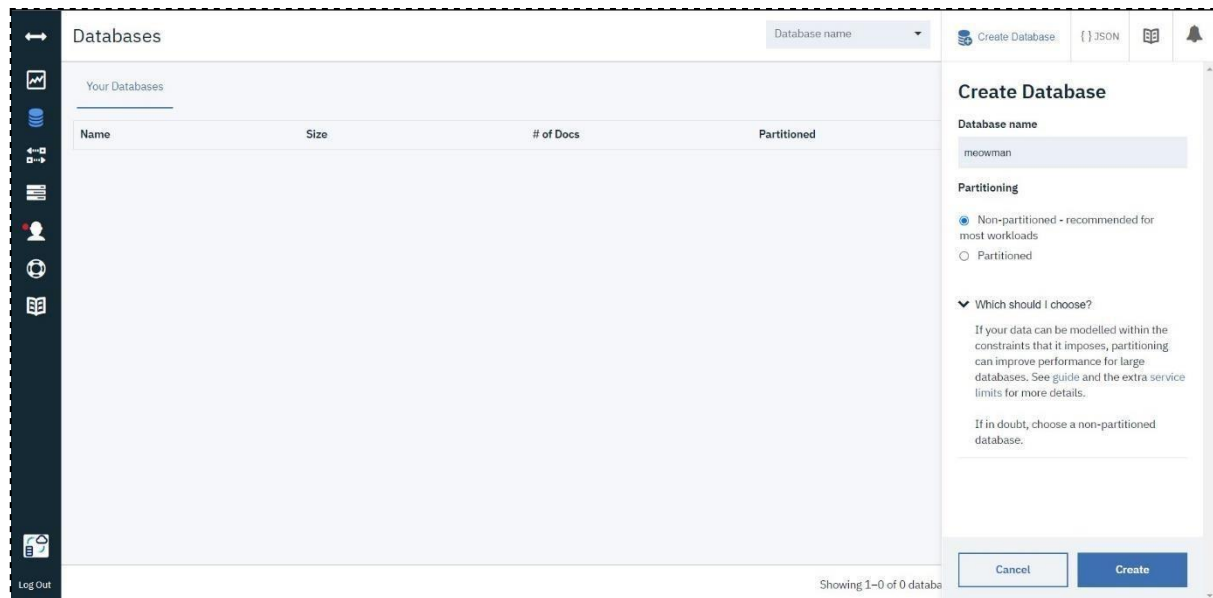 Databases
Database name
Create Database
{ } JSON
Your Databases
Name
Size
# of Docs
Partitioned
Create Database
Database name
meowman
Partitioning
Non-partitioned - recommended for
most workloads
Partitioned
Which should I choose?
If your data can be modelled within the
constraints that it imposes, partitioning
can improve performance for large
databases. See guide and the extra service
limits for more details.
If in doubt, choose a non-partitioned
database.
Cancel
Create
Log Out
Showing 1–0 of 0 databa